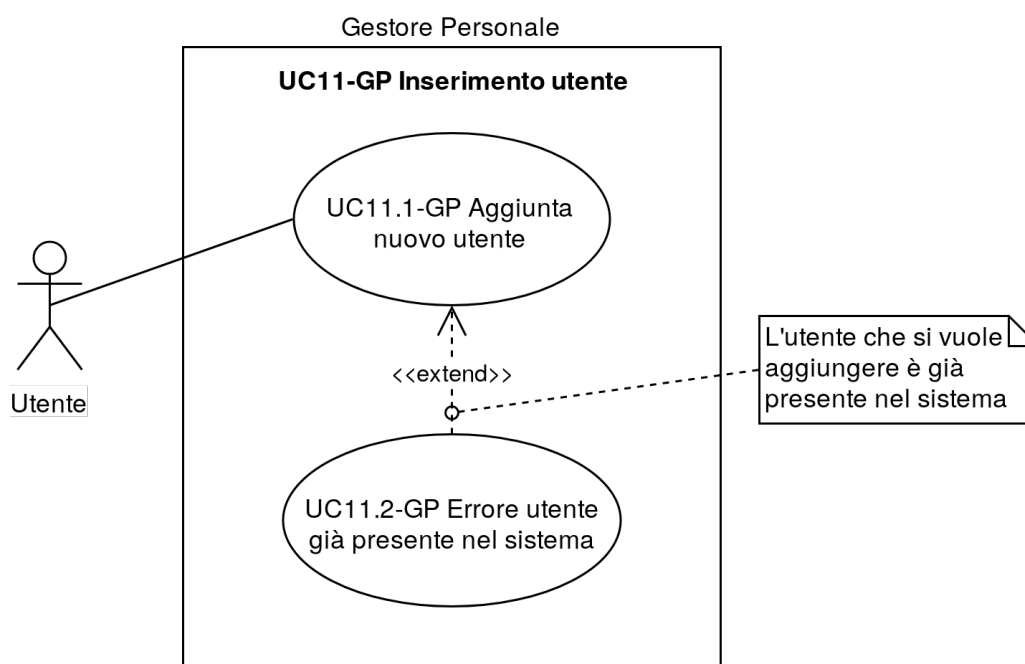 Gestore Personale
UC11-GP Inserimento utente
UC11.1-GP Aggiunta
nuovo utente
Utente
<<extend>>
L'utente che si vuole
aggiungere è già
presente nel sistema
UC11.2-GP Errore utente
già presente nel sistema